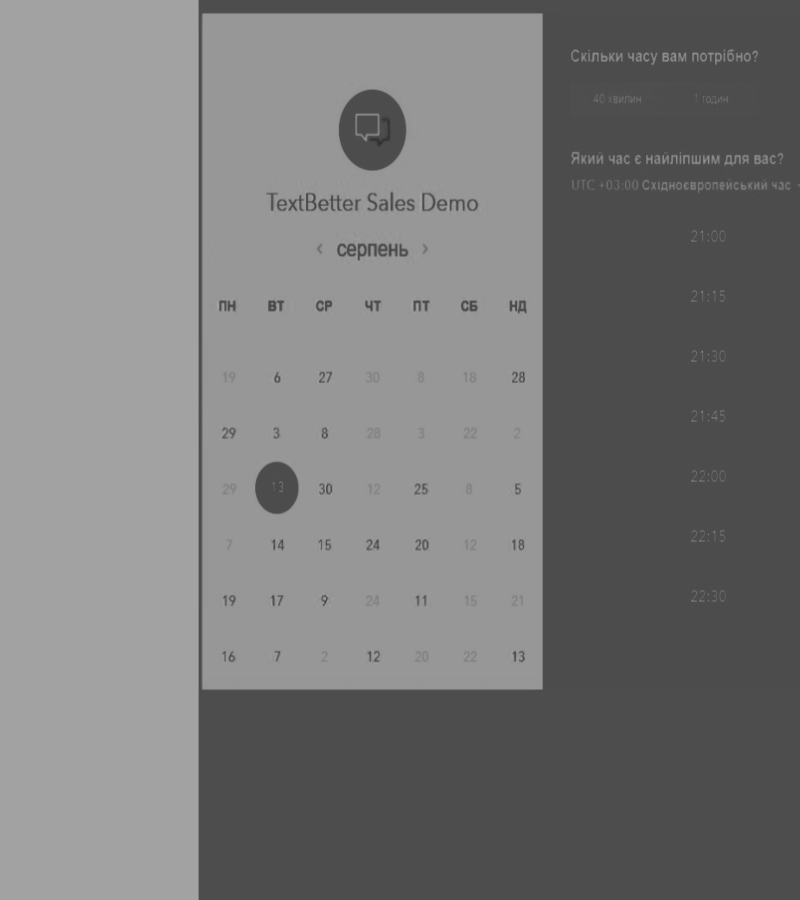 TextBetter Sales Demo
‹ серпень ›
ПН ВТ СР ЧТ ПТ СБ НД
19 6 27 30 8 18 28
29 3 8 28 3 22 2
29 13 30 12 25 8 5
7 14 15 24 20 12 18
19 17 9 24 11 15 21
16 7 2 12 20 22 13
Скільки часу вам потрібно?
40 хвилин 1 годин
Який час є найліпшим для вас?
UTC +03:00 Східноєвропейський час
21:00
21:15
21:30
21:45
22:00
22:15
22:30